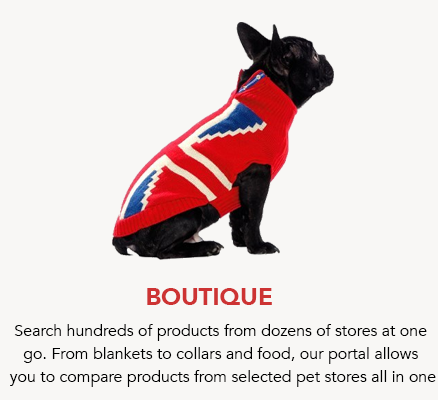 BOUTIQUE
Search hundreds of products from dozens of stores at one
go. From blankets to collars and food, our portal allows
you to compare products from selected pet stores all in one